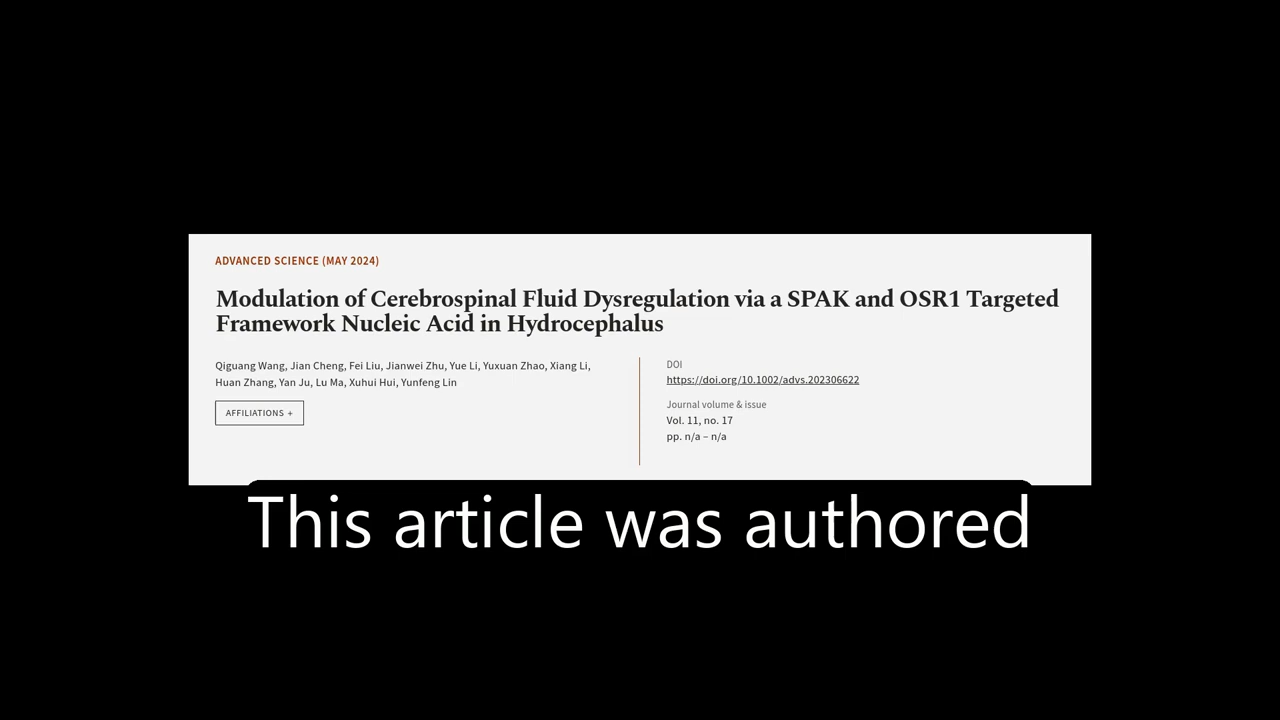 ADVANCED SCIENCE (MAY 2024)
Modulation of Cerebrospinal Fluid Dysregulation via a SPAK and OSR1 Targeted
Framework Nucleic Acid in Hydrocephalus
Qiguang Wang, Jian Cheng, Fei Liu, Jianwei Zhu, Yue Li, Yuxuan Zhao, Xiang Li,
Huan Zhang, Yan Ju, Lu Ma, Xuhui Hui, Yunfeng Lin
AFFILIATIONS +
DOI
https://doi.org/10.1002/advs.202306622
Journal volume & issue
Vol. 11, no. 17
pp. n/a – n/a
This article was authored